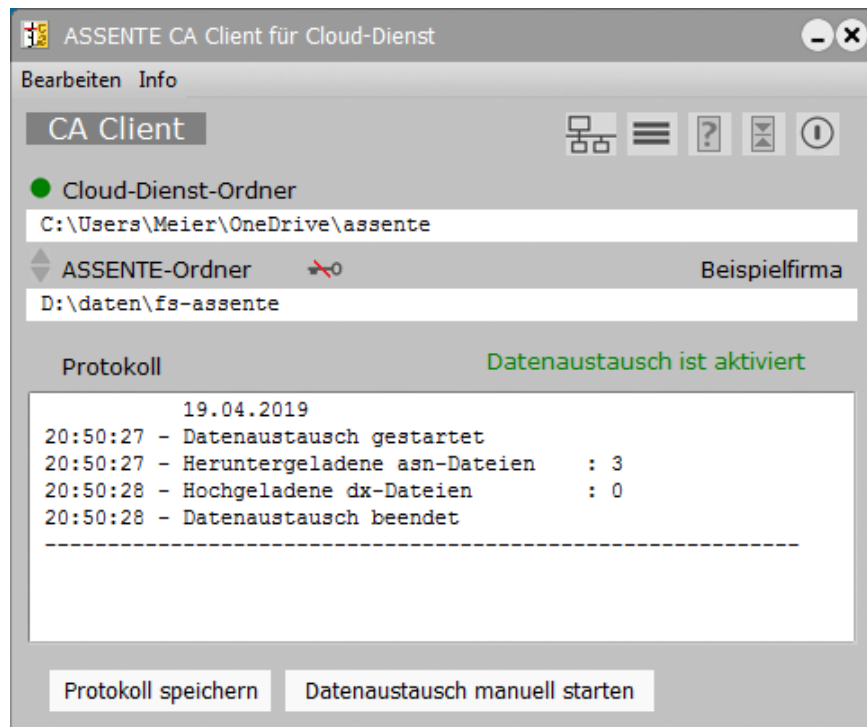 ASSENTE CA Client für Cloud-Dienst
Bearbeiten Info
CA Client
Cloud-Dienst-Ordner
C:\Users\Meier\OneDrive\assente
ASSENTE-Ordner Beispielfirma
D:\daten\fs-assente
Protokoll Datenaustausch ist aktiviert
19.04.2019
20:50:27 - Datenaustausch gestartet
20:50:27 - Heruntergeladene asn-Dateien : 3
20:50:28 - Hochgeladene dx-Dateien : 0
20:50:28 - Datenaustausch beendet
------------------------------------------------------------
Protokoll speichern Datenaustausch manuell starten